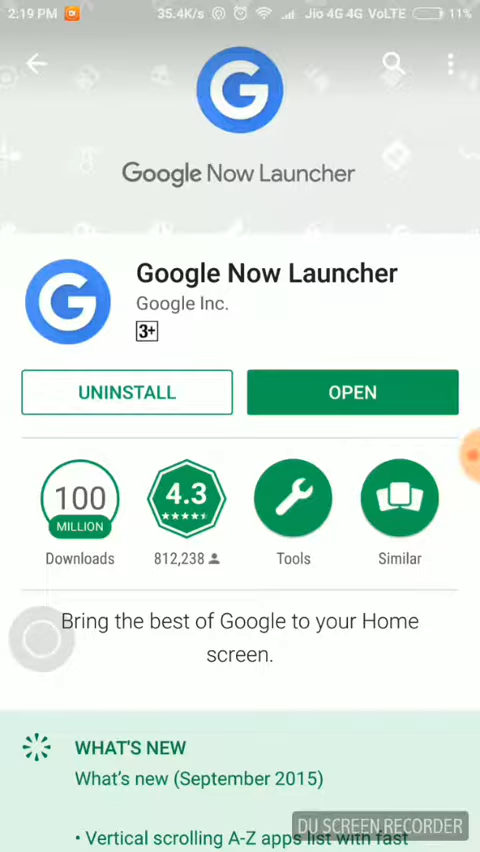 2:19 PM 35.4K/s Jio 4G 4G VoLTE 11%
Google Now Launcher
Google Now Launcher
Google Inc.
3+
UNINSTALL OPEN
100 MILLION 4.3
Downloads 812,238 Tools Similar
Bring the best of Google to your Home
screen.
WHAT'S NEW
What's new (September 2015)
• Vertical scrolling A-Z apps list with fast
DU SCREEN RECORDER